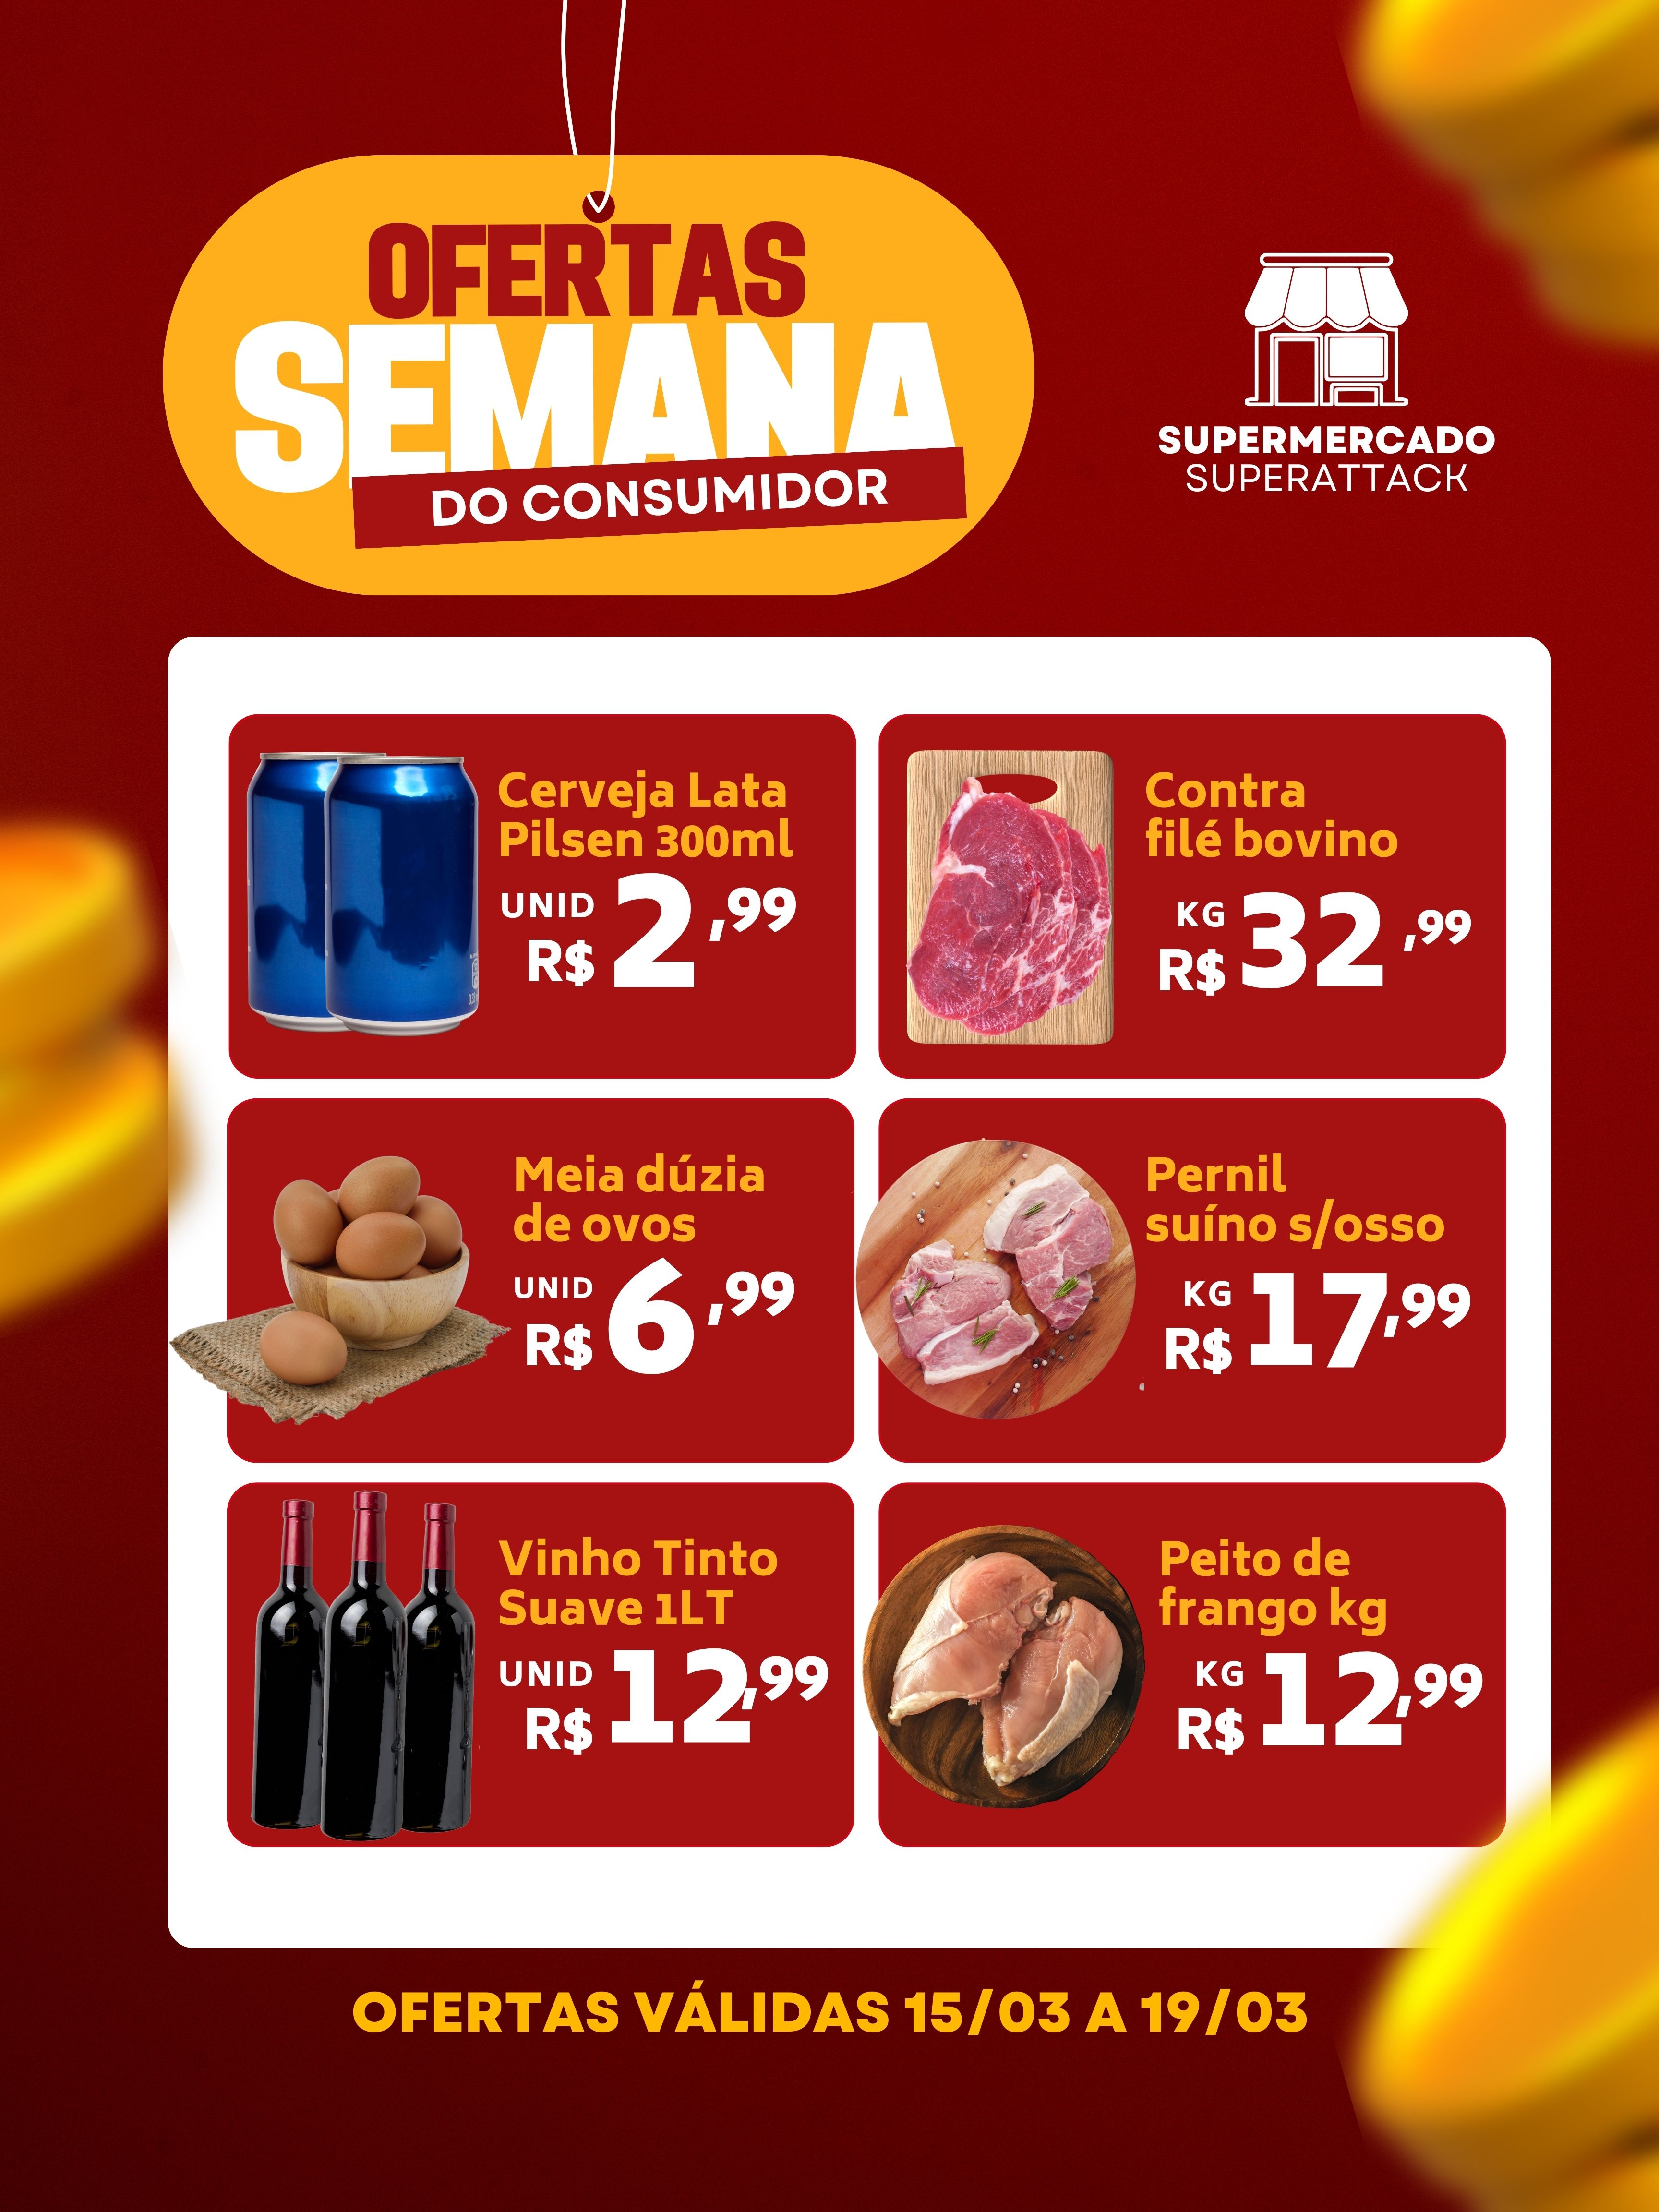 OFERTAS
SEMANA
DO CONSUMIDOR
SUPERMERCADO
SUPERATTACK
Cerveja Lata
Pilsen 300ml
UNID
R$ 2,99
Contra
filé bovino
KG
R$ 32,99
Meia dúzia
de ovos
UNID
R$ 6,99
Pernil
suíno s/osso
KG
R$ 17,99
Vinho Tinto
Suave 1LT
UNID
R$ 12,99
Peito de
frango kg
KG
R$ 12,99
OFERTAS VÁLIDAS 15/03 A 19/03